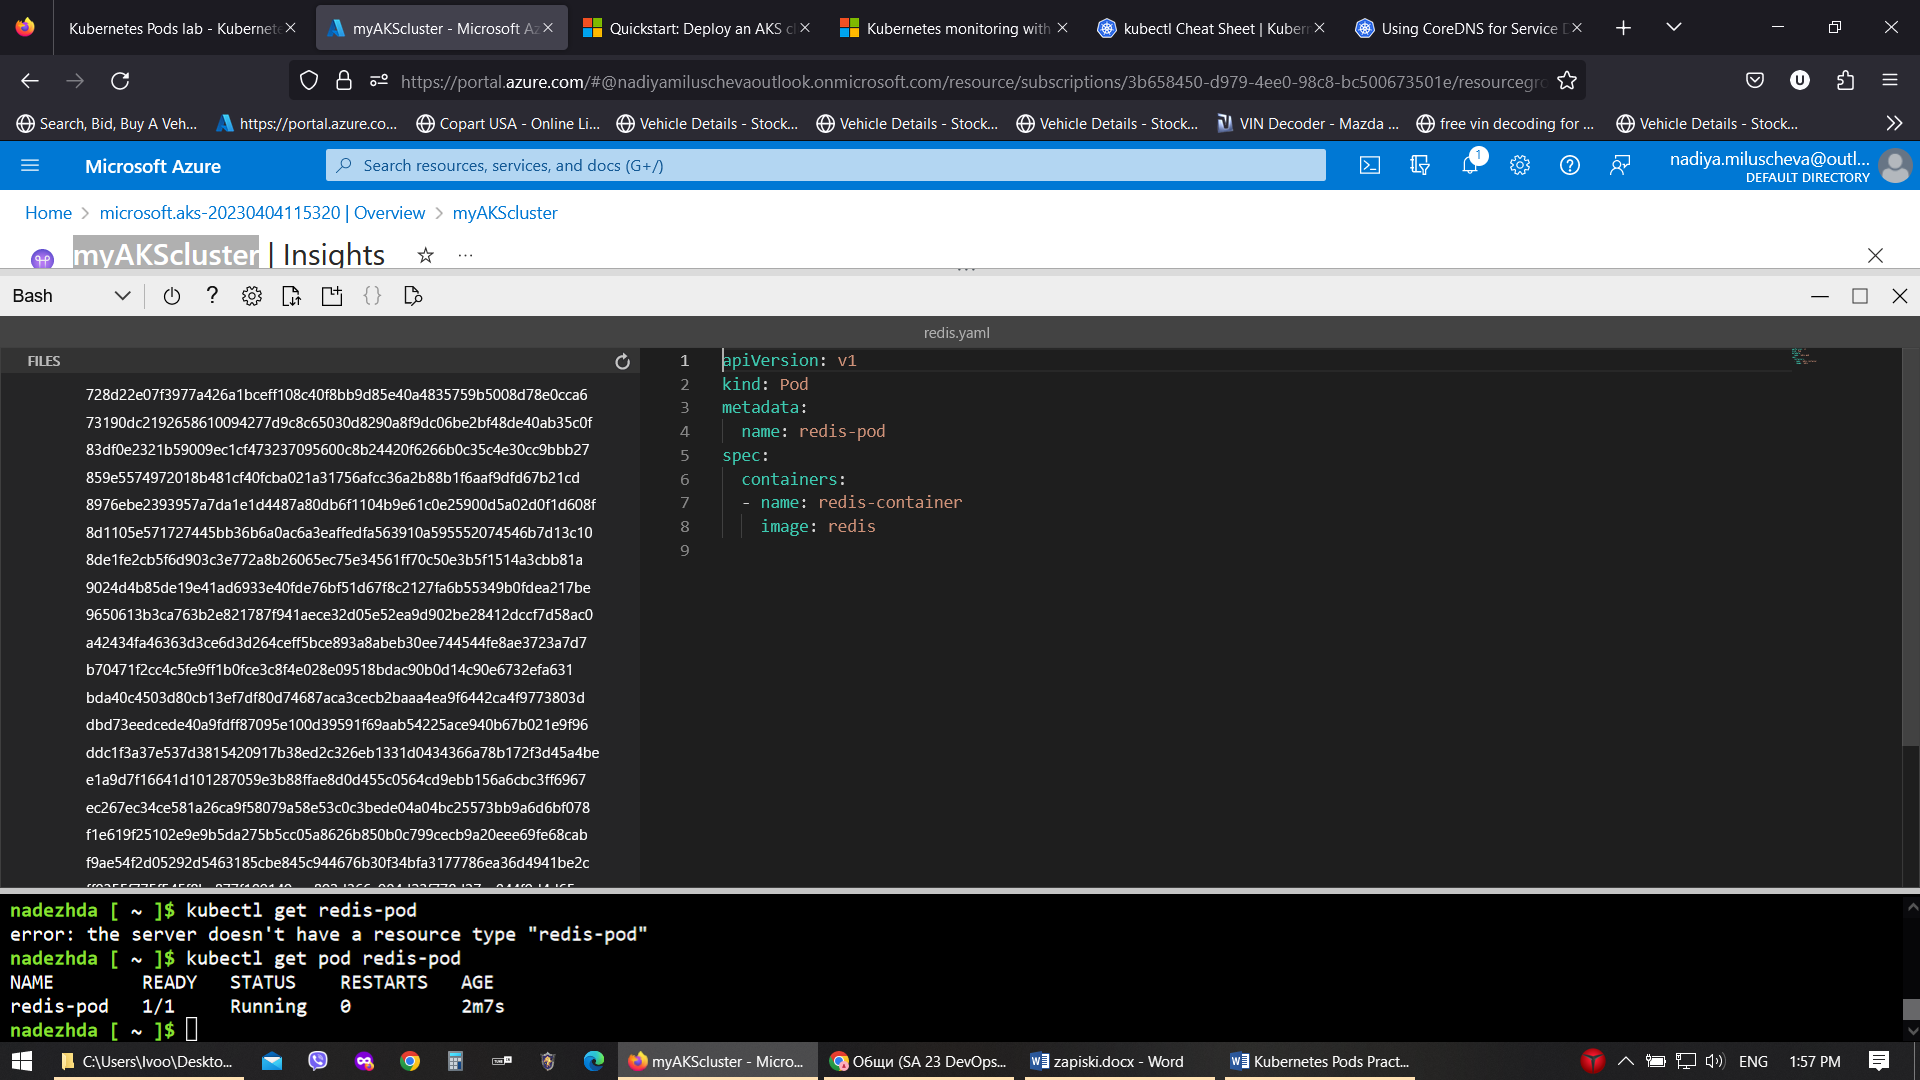 Kubernetes Pods lab - Kubernete
myAKScluster - Microsoft Az
Quickstart: Deploy an AKS cl
Kubernetes monitoring with
kubectl Cheat Sheet | Kubern
Using CoreDNS for Service D
https://portal.azure.com/#@nadiyamiluschevaoutlook.onmicrosoft.com/resource/subscriptions/3b658450-d979-4ee0-98c8-bc500673501e/resourcegro
Search, Bid, Buy A Veh...
https://portal.azure.co...
Copart USA - Online Li...
Vehicle Details - Stock...
Vehicle Details - Stock...
Vehicle Details - Stock...
VIN Decoder - Mazda ...
free vin decoding for ...
Vehicle Details - Stock...
Microsoft Azure
Search resources, services, and docs (G+/)
1
nadiya.miluscheva@outl...
DEFAULT DIRECTORY
Home > microsoft.aks-20230404115320 | Overview > myAKScluster
myAKScluster | Insights
Bash
redis.yaml
FILES
728d22e07f3977a426a1bceff108c40f8bb9d85e40a4835759b5008d78e0cca6
73190dc2192658610094277d9c8c65030d8290a8f9dc06be2bf48de40ab35c0f
83df0e2321b59009ec1cf473237095600c8b24420f6266b0c35c4e30cc9bbb27
859e5574972018b481cf40fcba021a31756afcc36a2b88b1f6aaf9dfd67b21cd
8976ebe2393957a7da1e1d4487a80db6f1104b9e61c0e25900d5a02d0f1d608f
8d1105e571727445bb36b6a0ac6a3eaffedfa563910a595552074546b7d13c10
8de1fe2cb5f6d903c3e772a8b26065ec75e34561ff70c50e3b5f1514a3cbb81a
9024d4b85de19e41ad6933e40fde76bf51d67f8c2127fa6b55349b0fdea217be
9650613b3ca763b2e821787f941aece32d05e52ea9d902be28412dccf7d58ac0
a42434fa46363d3ce6d3d264ceff5bce893a8abeb30ee744544fe8ae3723a7d7
b70471f2cc4c5fe9ff1b0fce3c8f4e028e09518bdac90b0d14c90e6732efa631
bda40c4503d80cb13ef7df80d74687aca3cecb2baaa4ea9f6442ca4f9773803d
dbd73eedcede40a9fdff87095e100d39591f69aab54225ace940b67b021e9f96
ddc1f3a37e537d3815420917b38ed2c326eb1331d0434366a78b172f3d45a4be
e1a9d7f16641d101287059e3b88ffae8d0d455c0564cd9ebb156a6cbc3ff6967
ec267ec34ce581a26ca9f58079a58e53c0c3bede04a04bc25573bb9a6d6bf078
f1e619f25102e9e9b5da275b5cc05a8626b850b0c799cecb9a20eee69fe68cab
f9ae54f2d05292d5463185cbe845c944676b30f34bfa3177786ea36d4941be2c
1 apiVersion: v1
2 kind: Pod
3 metadata:
4   name: redis-pod
5 spec:
6   containers:
7   - name: redis-container
8     image: redis
9
nadezhda [ ~ ]$ kubectl get redis-pod
error: the server doesn't have a resource type "redis-pod"
nadezhda [ ~ ]$ kubectl get pod redis-pod
NAME        READY   STATUS    RESTARTS   AGE
redis-pod   1/1     Running   0          2m7s
nadezhda [ ~ ]$
C:\Users\Ivoo\Deskto...
myAKScluster - Micro...
Общи (SA 23 DevOps...
zapiski.docx - Word
Kubernetes Pods Pract...
ENG
1:57 PM